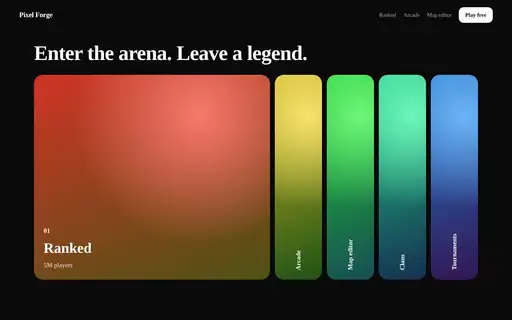 Pixel Forge
Ranked
Arcade
Map editor
Play free
Enter the arena. Leave a legend.
01
Ranked
5M players
Arcade
Map editor
Clans
Tournaments